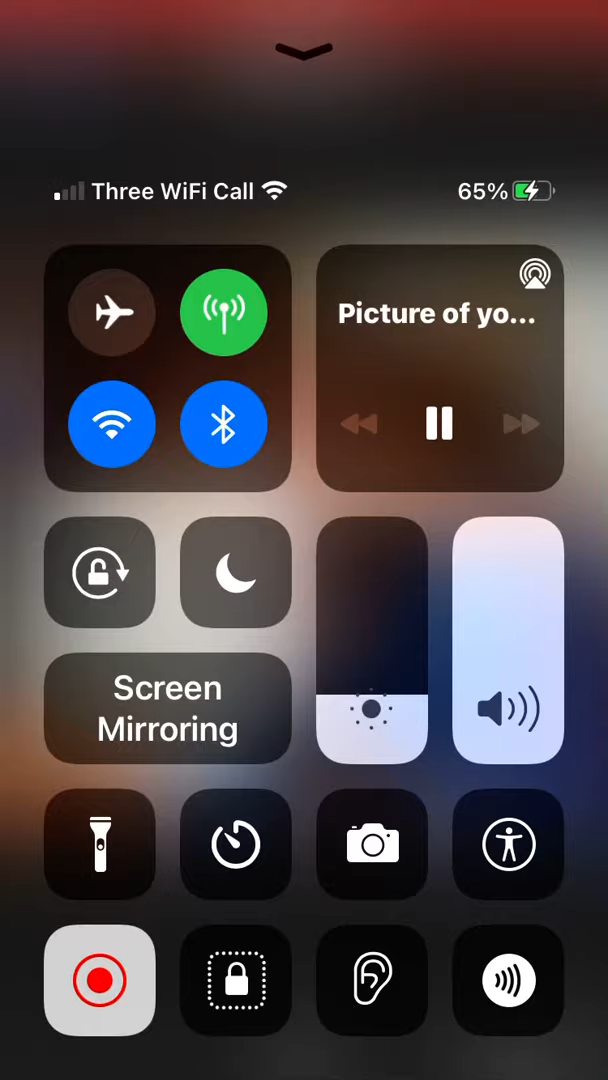 Three WiFi Call
65%
Picture of yo...
Screen
Mirroring